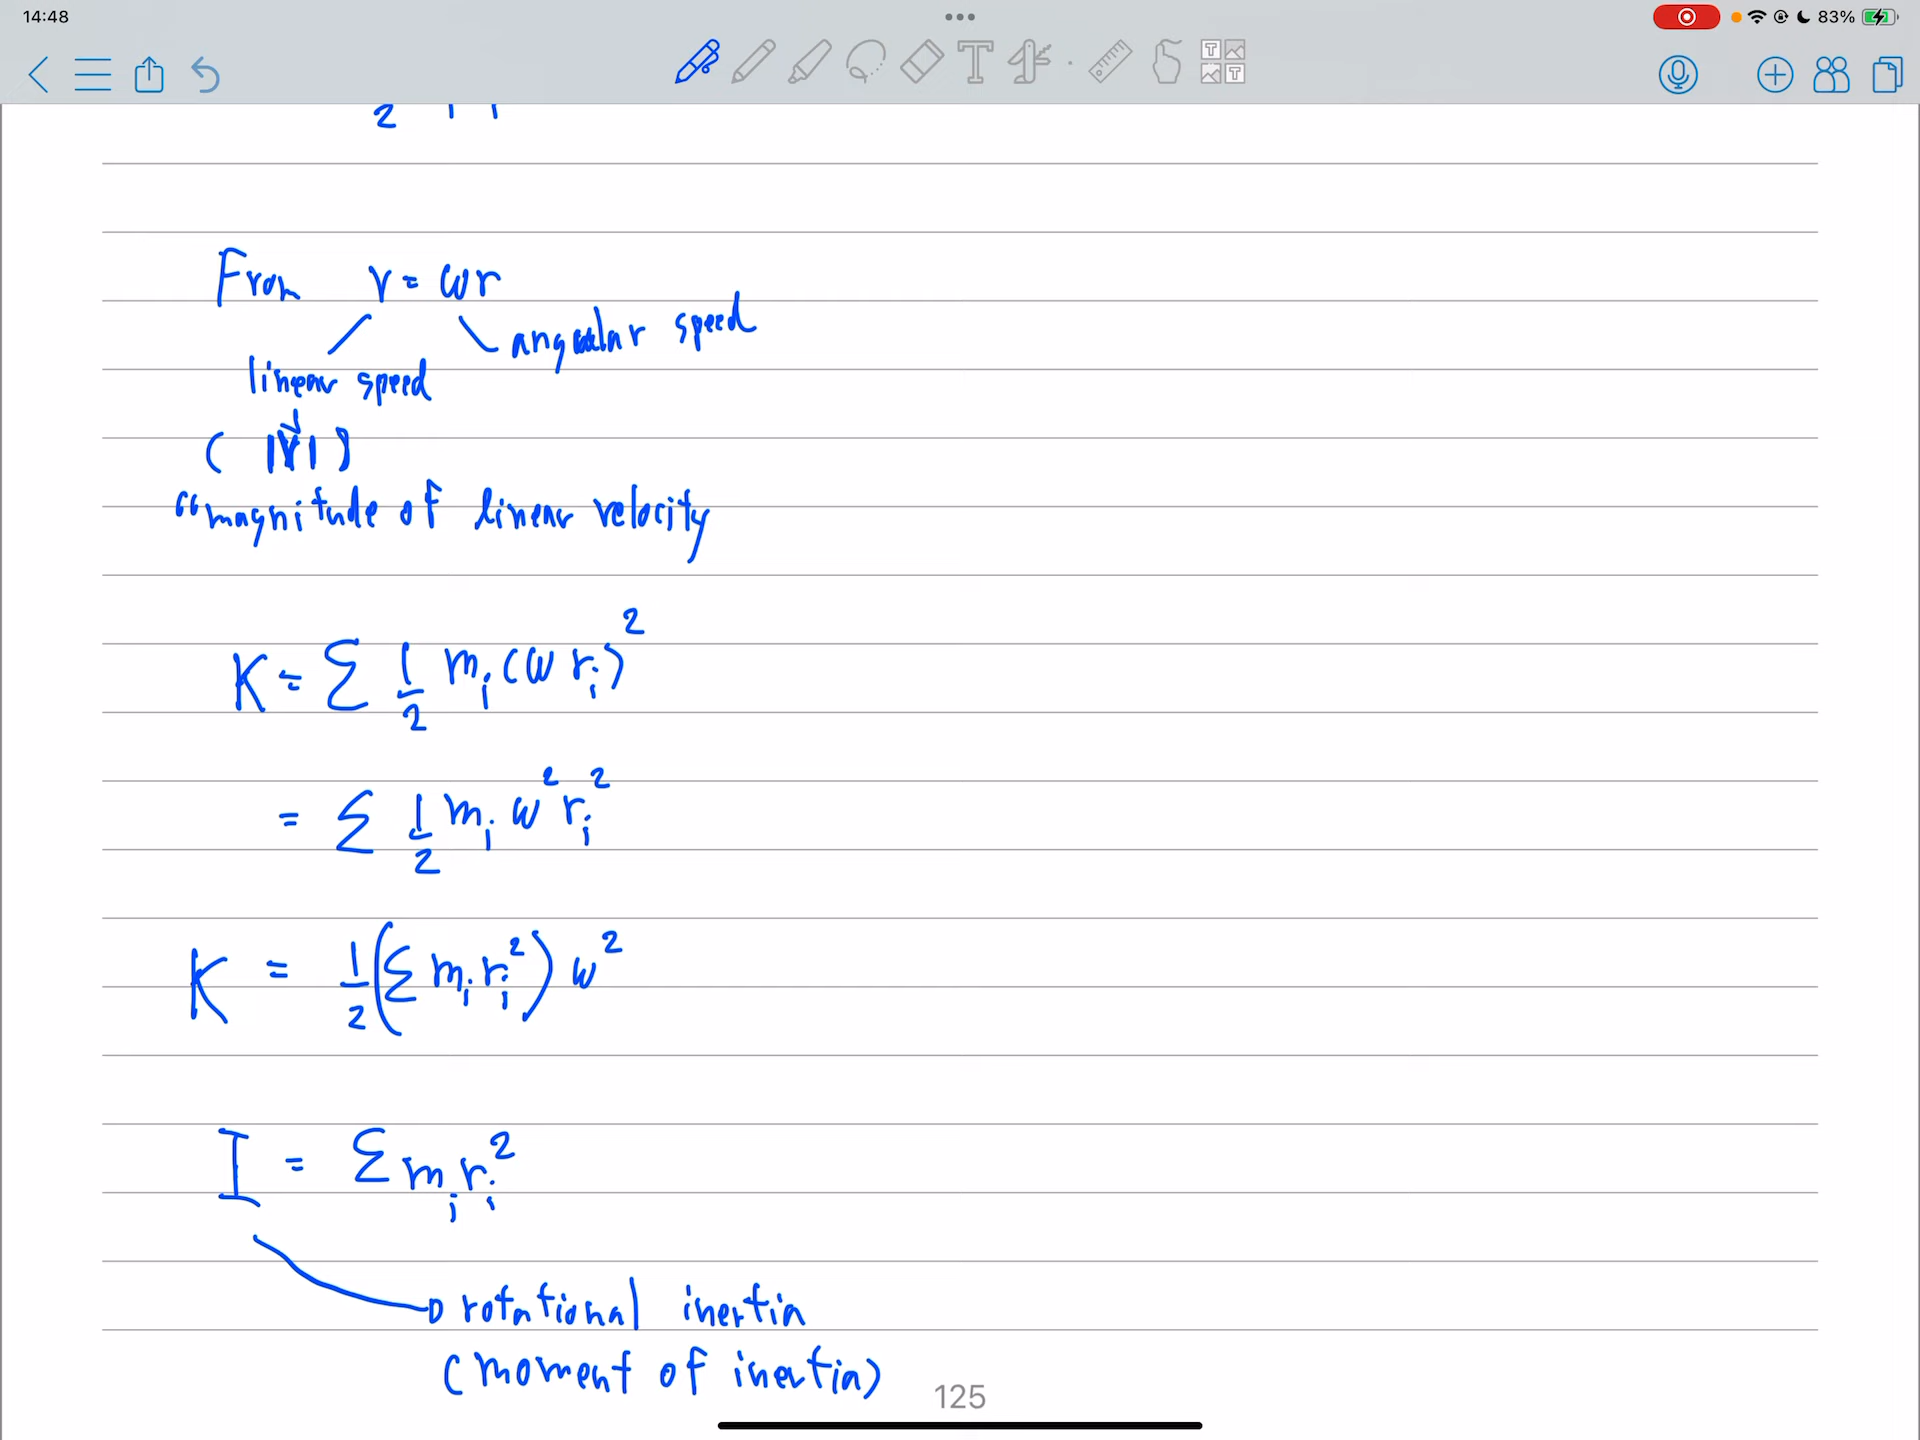 14:48
83%
2
From v = ωr
angular speed
linear speed
( |v⃗| )
"magnitude of linear velocity
K = Σ 1/2 mᵢ (ω rᵢ)²
= Σ 1/2 mᵢ ω² rᵢ²
K = 1/2 (Σ mᵢ rᵢ²) ω²
I = Σ mᵢ rᵢ²
rotational inertia
(moment of inertia)
125